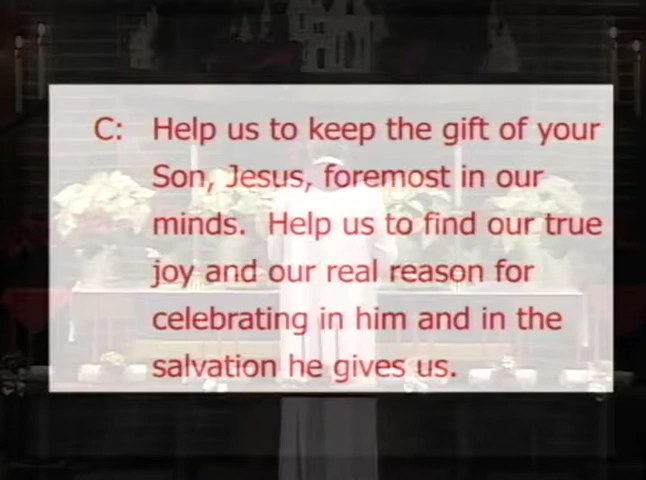 C: Help us to keep the gift of your
Son, Jesus, foremost in our
minds. Help us to find our true
joy and our real reason for
celebrating in him and in the
salvation he gives us.